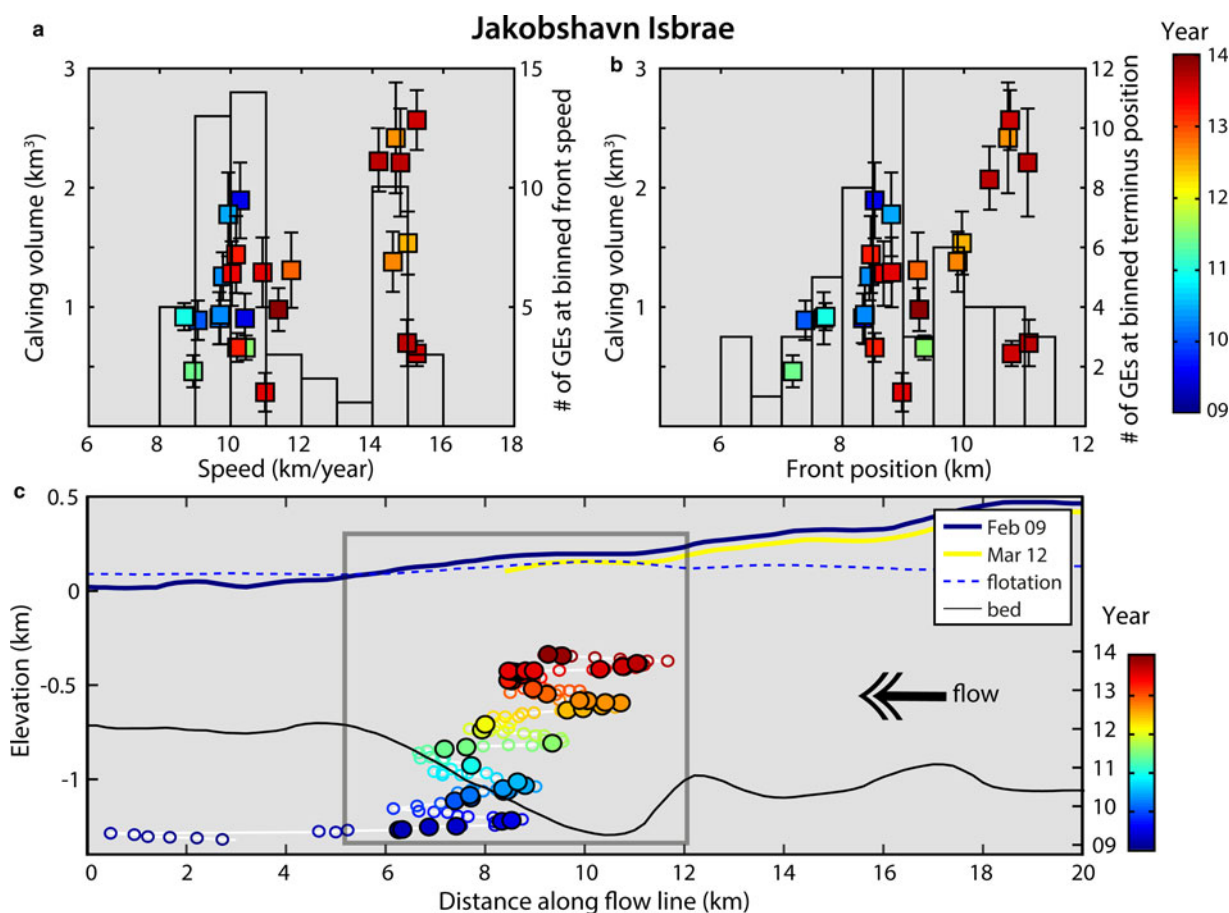 Jakobshavn Isbrae
a
3
2
1
Calving volume (km³)
15
10
5
# of GEs at binned front speed
6 8 10 12 14 16 18
Speed (km/year)
b
3
2
1
Calving volume (km³)
12
10
8
6
4
2
# of GEs at binned terminus position
6 8 10 12
Front position (km)
Year
14
13
12
11
10
09
c
0.5
0
-0.5
-1
Elevation (km)
Feb 09
Mar 12
flotation
bed
flow
0 2 4 6 8 10 12 14 16 18 20
Distance along flow line (km)
Year
14
13
12
11
10
09